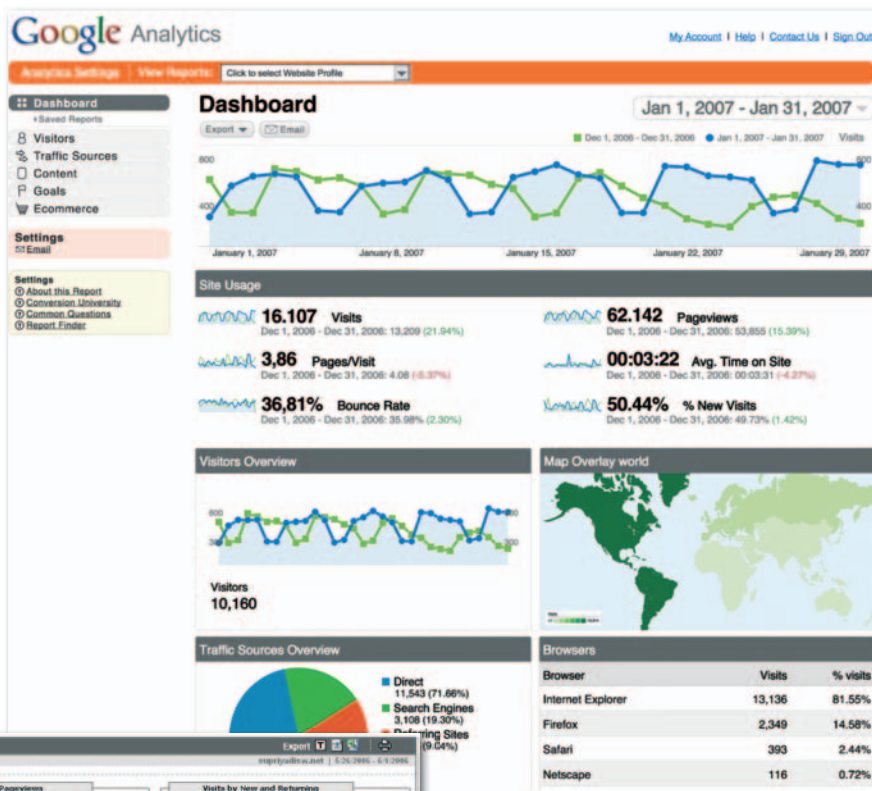 Google Analytics
My Account | Help | Contact Us | Sign Out
Analytics Settings | View Reports: Click to select Website Profile
Dashboard
Saved Reports
Visitors
Traffic Sources
Content
Goals
Ecommerce
Settings
Email
Settings
About this Report
Conversion University
Common Questions
Report Finder
Dashboard
Jan 1, 2007 - Jan 31, 2007
Export Email
Dec 1, 2006 - Dec 31, 2006 Jan 1, 2007 - Jan 31, 2007 Visits
800 800
400 400
January 1, 2007 January 8, 2007 January 15, 2007 January 22, 2007 January 29, 2007
Site Usage
16.107 Visits
Dec 1, 2006 - Dec 31, 2006: 13,209 (21.94%)
62.142 Pageviews
Dec 1, 2006 - Dec 31, 2006: 53,855 (15.39%)
3,86 Pages/Visit
Dec 1, 2006 - Dec 31, 2006: 4.08 (-5.37%)
00:03:22 Avg. Time on Site
Dec 1, 2006 - Dec 31, 2006: 00:03:31 (-4.27%)
36,81% Bounce Rate
Dec 1, 2006 - Dec 31, 2006: 35.98% (2.30%)
50.44% % New Visits
Dec 1, 2006 - Dec 31, 2006: 49.73% (1.42%)
Visitors Overview
600
Visitors
10,160
Map Overlay world
Traffic Sources Overview
Direct
11,543 (71.66%)
Search Engines
3,108 (19.30%)
Referring Sites
(9.04%)
Browsers
Browser Visits % visits
Internet Explorer 13,136 81.55%
Firefox 2,349 14.58%
Safari 393 2.44%
Netscape 116 0.72%
Export
5/26/2006 - 6/1/2006
Pageviews Visits by New and Returning